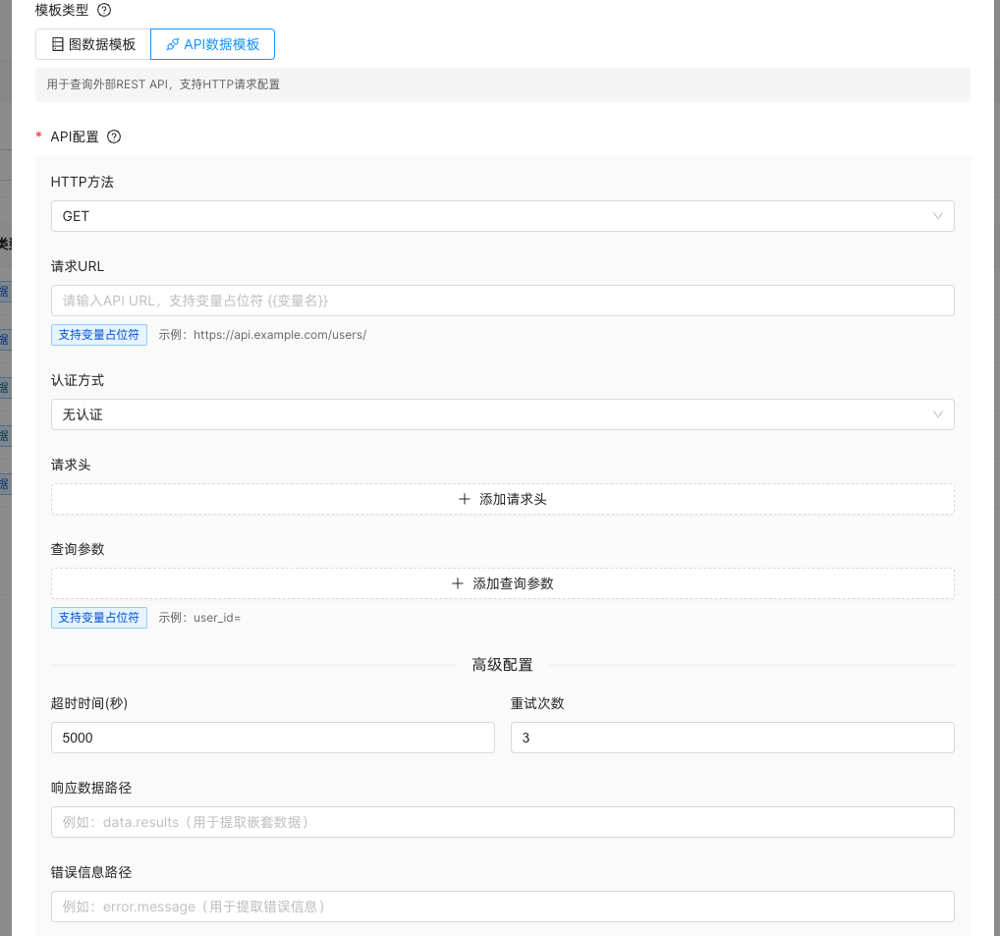 模板类型
图数据模板 API数据模板
用于查询外部REST API，支持HTTP请求配置
* API配置
HTTP方法
GET
请求URL
请输入API URL，支持变量占位符 {{变量名}}
支持变量占位符 示例：https://api.example.com/users/
认证方式
无认证
请求头
添加请求头
查询参数
添加查询参数
支持变量占位符 示例：user_id=
高级配置
超时时间(秒) 重试次数
5000 3
响应数据路径
例如：data.results（用于提取嵌套数据）
错误信息路径
例如：error.message（用于提取错误信息）